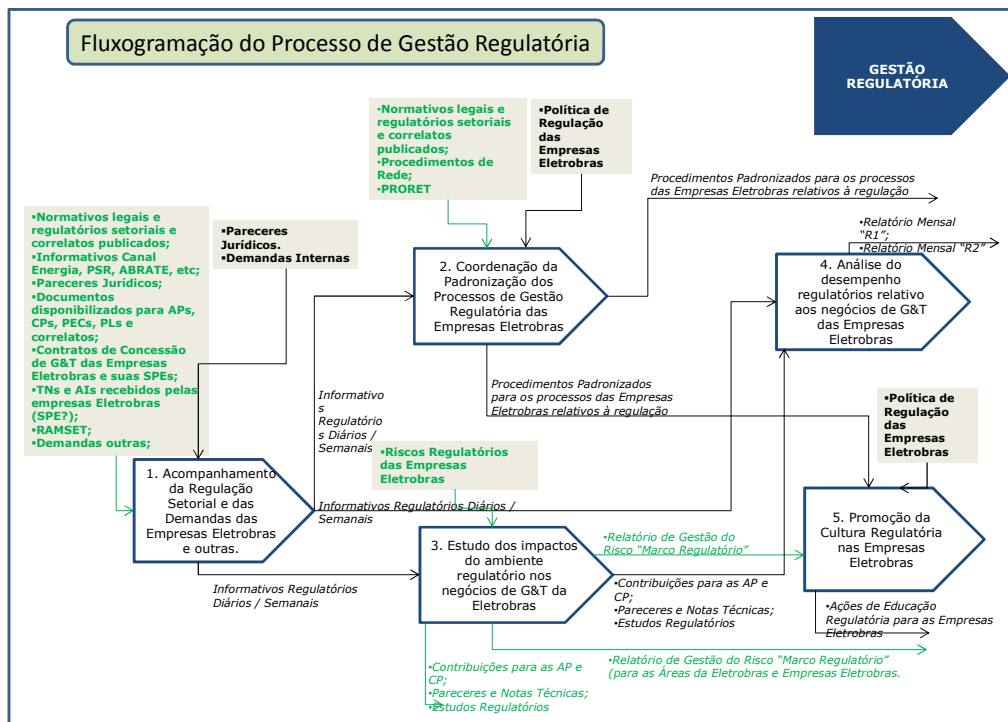 Fluxogramação do Processo de Gestão Regulatória
GESTÃO
REGULATÓRIA
•Normativos legais e
regulatórios setoriais
e correlatos
publicados;
•Procedimentos de
Rede;
•PRORET
▪Política de
Regulação
das
Empresas
Eletrobras
Procedimentos Padronizados para os processos
das Empresas Eletrobras relativos à regulação
▪Normativos legais e
regulatórios setoriais e
correlatos publicados;
▪Informativos Canal
Energia, PSR, ABRATE, etc;
▪Pareceres Jurídicos;
▪Documentos
disponibilizados para APs,
CPs, PECs, PLs e
correlatos;
▪Contratos de Concessão
de G&T das Empresas
Eletrobras e suas SPEs;
▪TNs e AIs recebidos pelas
empresas Eletrobras
(SPE?);
▪RAMSET;
▪Demandas outras;
▪Pareceres
Jurídicos.
▪Demandas Internas
•Relatório Mensal
“R1”;
•Relatório Mensal “R2”
2. Coordenação da
Padronização dos
Processos de Gestão
Regulatória das
Empresas Eletrobras
4. Análise do
desempenho
regulatórios relativo
aos negócios de G&T
das Empresas
Eletrobras
Procedimentos Padronizados
para os processos das Empresas
Eletrobras relativos à regulação
Informativo
s
Regulatório
s Diários /
Semanais
▪Política de
Regulação
das
Empresas
Eletrobras
▪Riscos Regulatórios
das Empresas
Eletrobras
1. Acompanhamento
da Regulação
Setorial e das
Demandas das
Empresas Eletrobras
e outras.
Informativos Regulatórios Diários /
Semanais
3. Estudo dos impactos
do ambiente
regulatório nos
negócios de G&T da
Eletrobras
•Relatório de Gestão do
Risco “Marco Regulatório”
5. Promoção da
Cultura Regulatória
nas Empresas
Eletrobras
Informativos Regulatórios
Diários / Semanais
•Contribuições para as AP e
CP;
•Pareceres e Notas Técnicas;
•Estudos Regulatórios
•Ações de Educação
Regulatória para as Empresas
Eletrobras
•Contribuições para as AP e
CP;
•Pareceres e Notas Técnicas;
•Estudos Regulatórios
•Relatório de Gestão do Risco “Marco Regulatório”
(para as Áreas da Eletrobras e Empresas Eletrobras.